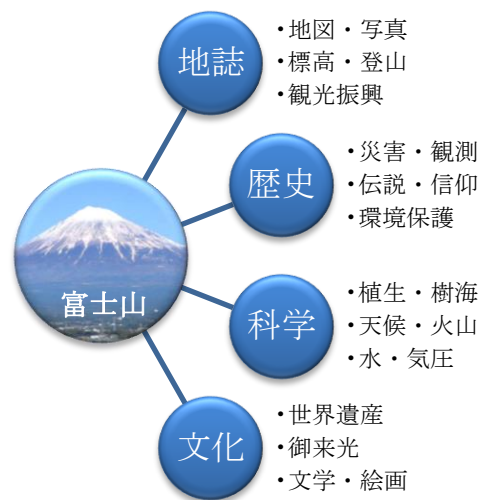 富士山
地誌
・地図・写真
・標高・登山
・観光振興
歴史
・災害・観測
・伝説・信仰
・環境保護
科学
・植生・樹海
・天候・火山
・水・気圧
文化
・世界遺産
・御来光
・文学・絵画